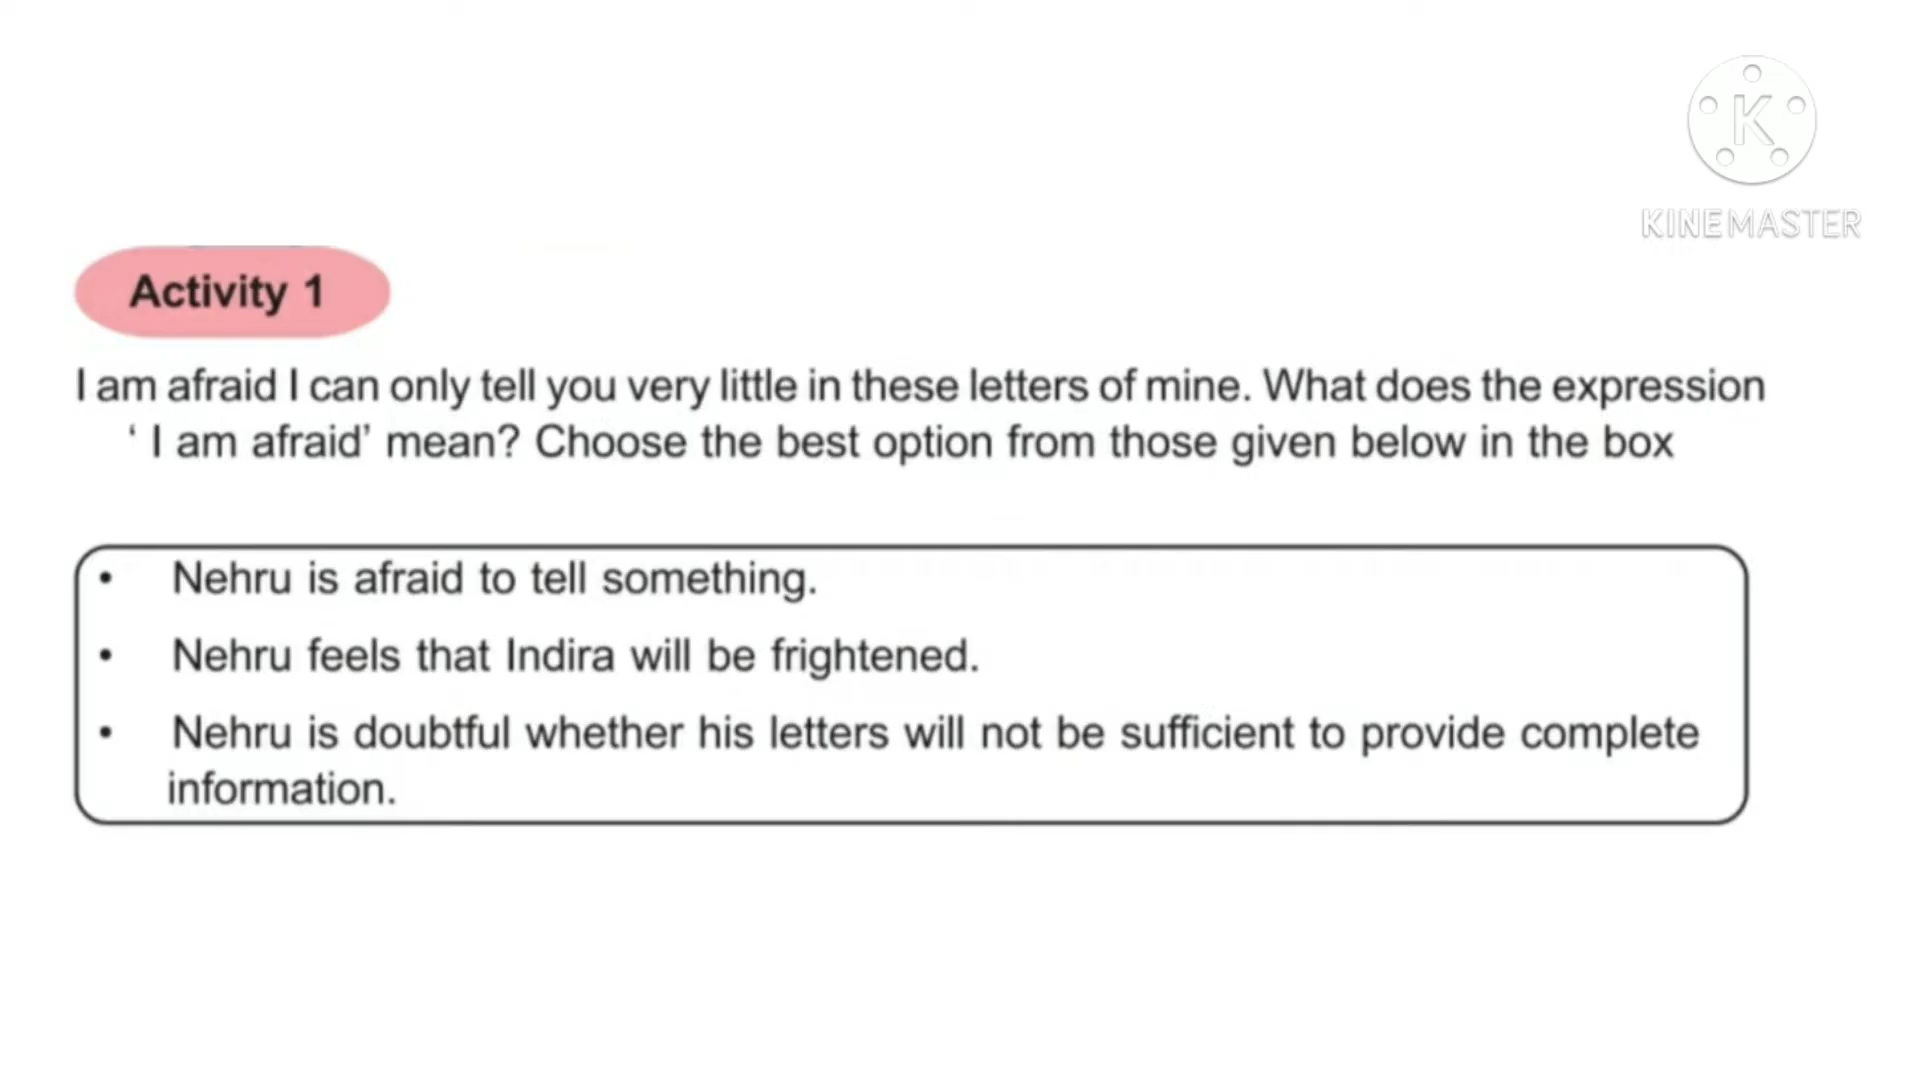 K
KINEMASTER
Activity 1
I am afraid I can only tell you very little in these letters of mine. What does the expression
‘ I am afraid’ mean? Choose the best option from those given below in the box
• Nehru is afraid to tell something.
• Nehru feels that Indira will be frightened.
• Nehru is doubtful whether his letters will not be sufficient to provide complete
information.